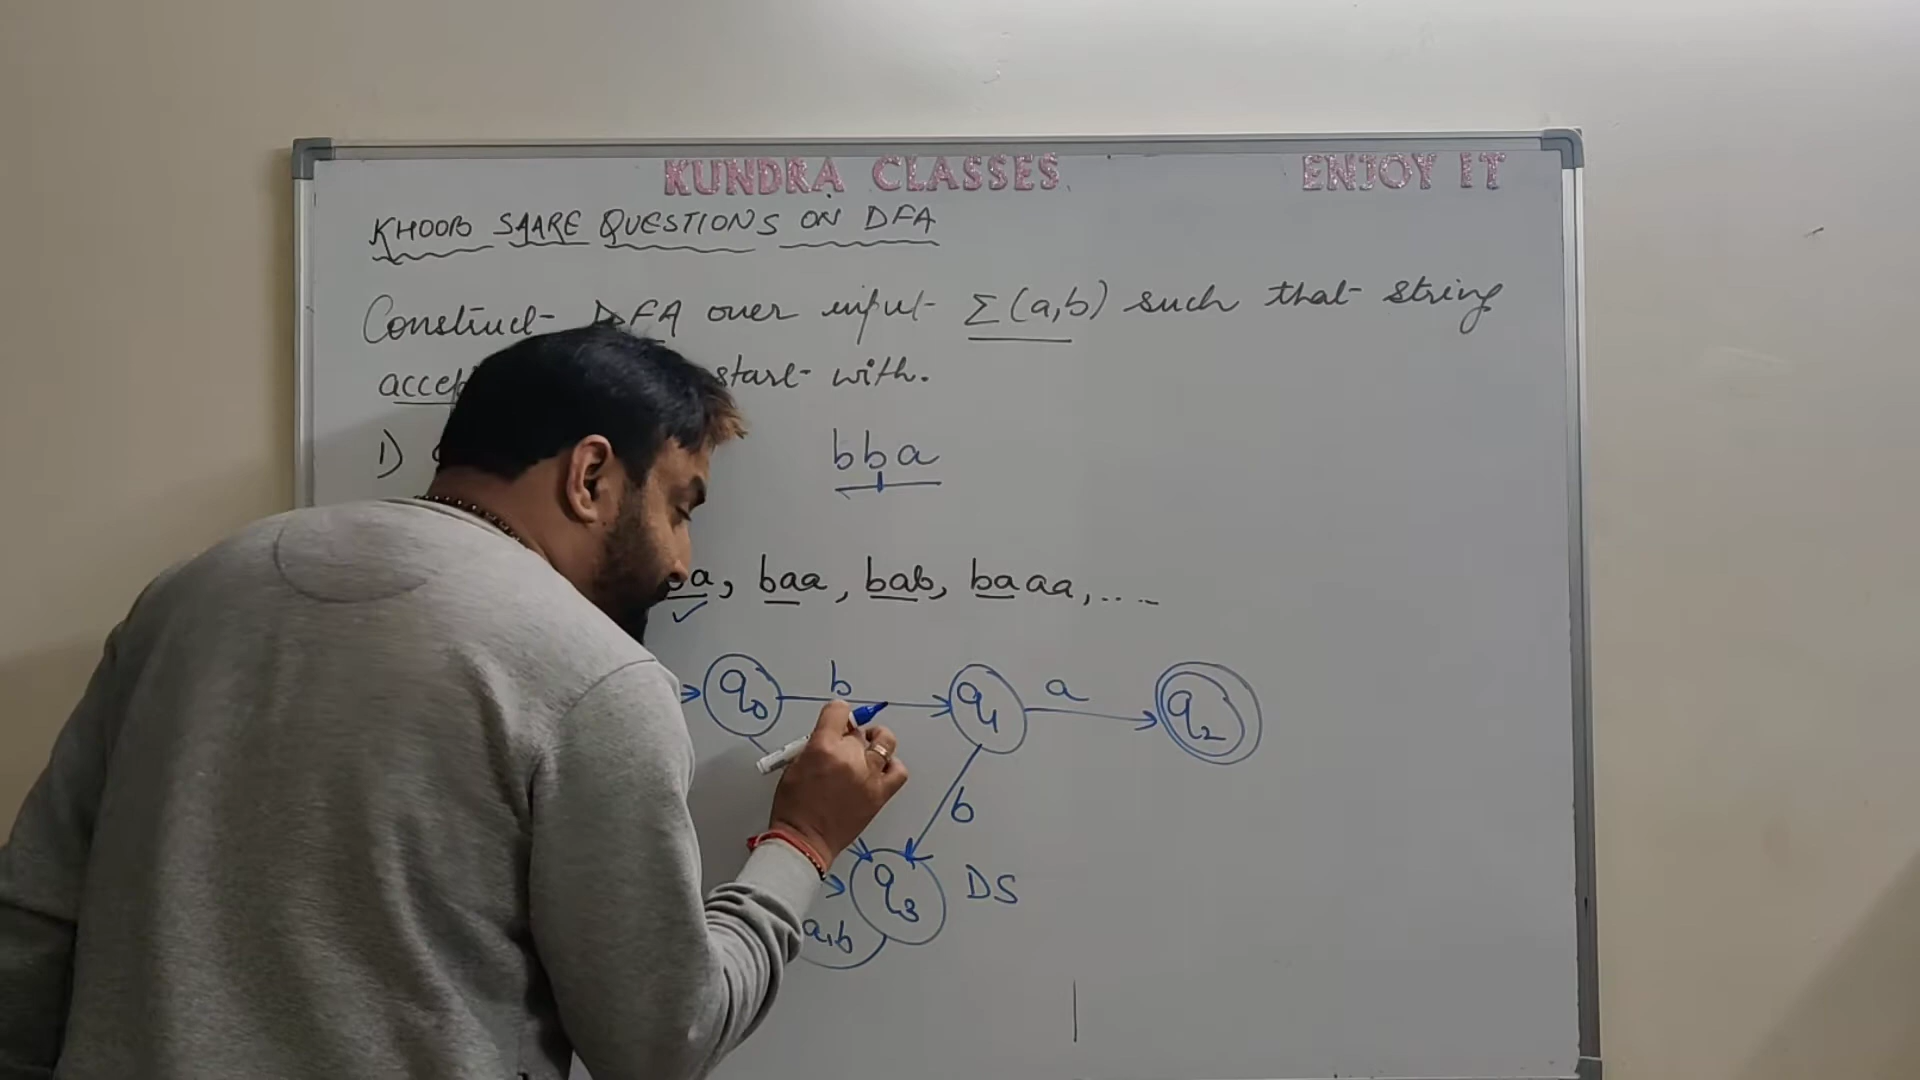 KUNDRA CLASSES ENJOY IT
KHOOB SAARE QUESTIONS ON DFA
Construct DFA over input Σ(a,b) such that string
start with.
1)
bba
ba, baa, bab, baaa, ....
q0 b q1 a q2
b
q3 DS
a,b